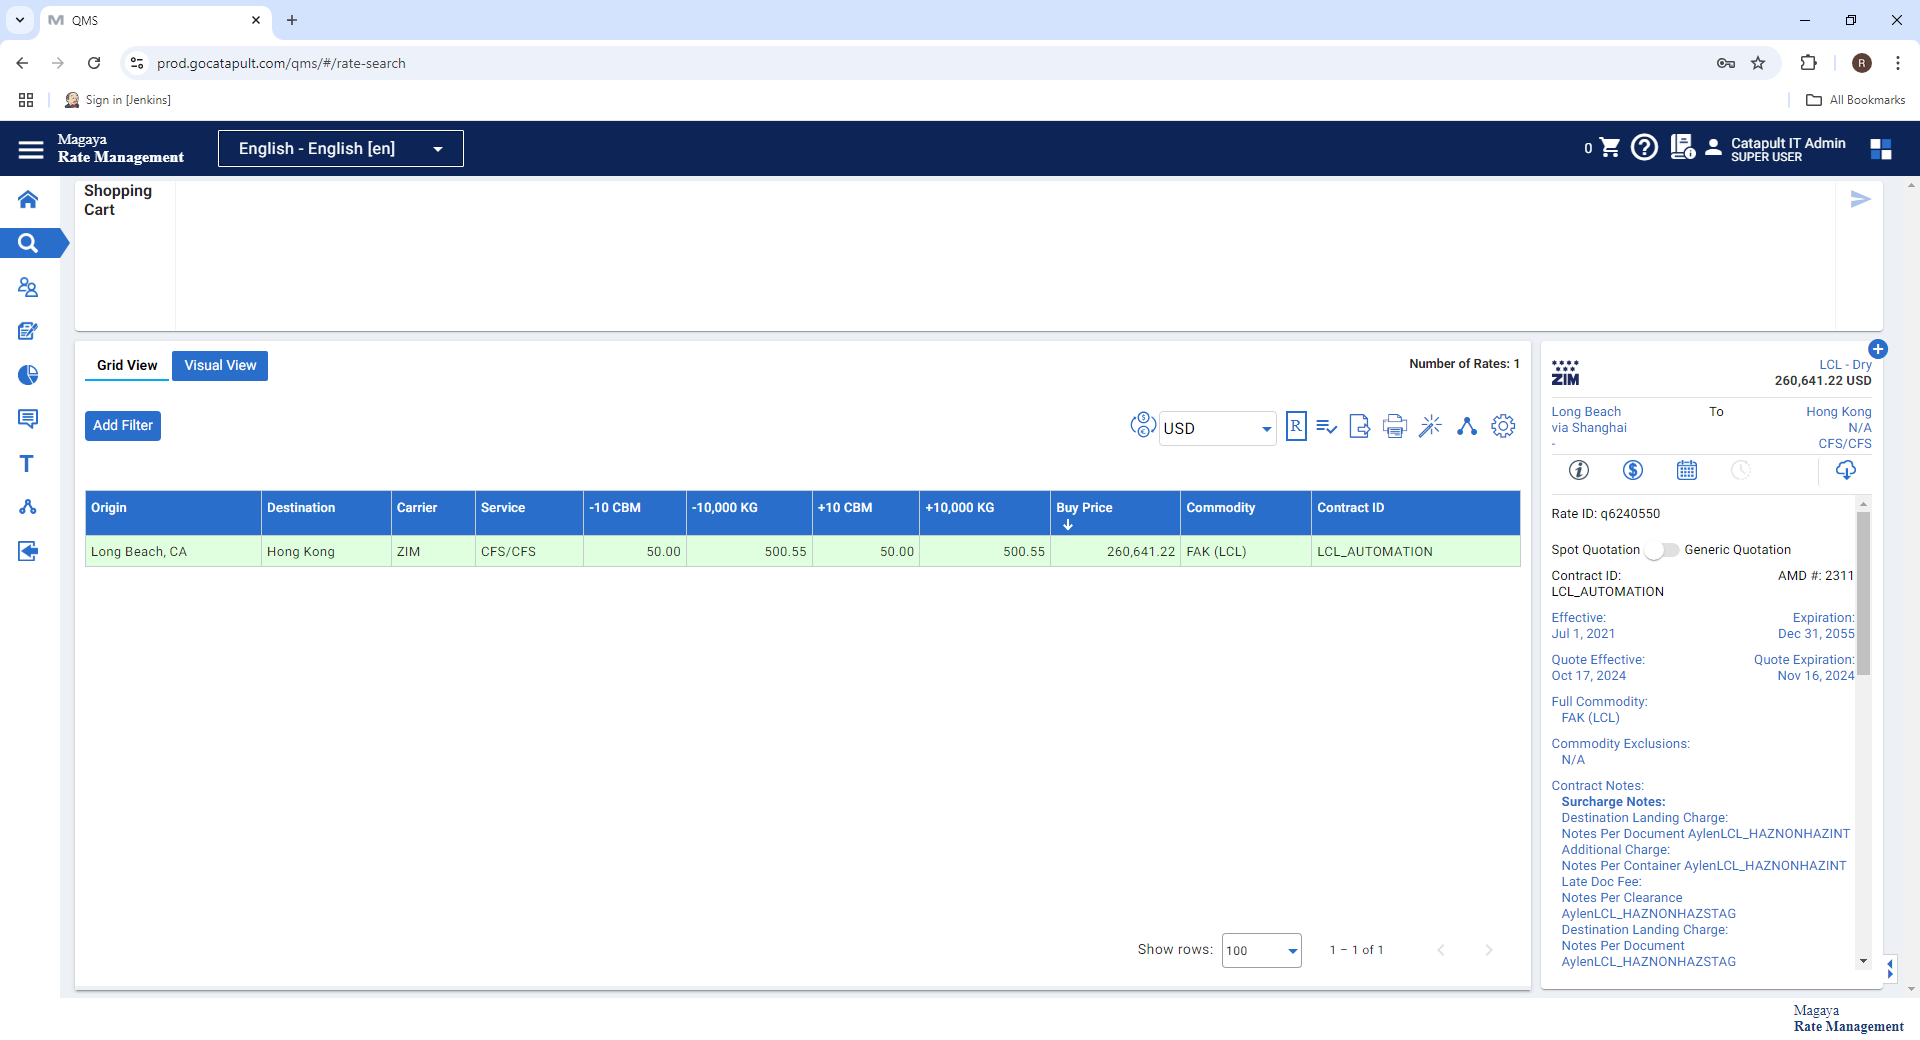 QMS
prod.gocatapult.com/qms/#/rate-search
R
Sign in [Jenkins]
All Bookmarks
Magaya
Rate Management
English - English [en]
0
Catapult IT Admin
SUPER USER
Shopping
Cart
Grid View
Visual View
Number of Rates: 1
Add Filter
USD
R
Origin
Destination
Carrier
Service
-10 CBM
-10,000 KG
+10 CBM
+10,000 KG
Buy Price
Commodity
Contract ID
Long Beach, CA
Hong Kong
ZIM
CFS/CFS
50.00
500.55
50.00
500.55
260,641.22
FAK (LCL)
LCL_AUTOMATION
Show rows:
100
1 – 1 of 1
ZIM
LCL - Dry
260,641.22 USD
Long Beach To Hong Kong
via Shanghai N/A
- CFS/CFS
Rate ID: q6240550
Spot Quotation Generic Quotation
Contract ID: AMD #: 2311
LCL_AUTOMATION
Effective: Expiration:
Jul 1, 2021 Dec 31, 2055
Quote Effective: Quote Expiration:
Oct 17, 2024 Nov 16, 2024
Full Commodity:
FAK (LCL)
Commodity Exclusions:
N/A
Contract Notes:
Surcharge Notes:
Destination Landing Charge:
Notes Per Document AylenLCL_HAZNONHAZINT
Additional Charge:
Notes Per Container AylenLCL_HAZNONHAZINT
Late Doc Fee:
Notes Per Clearance
AylenLCL_HAZNONHAZSTAG
Destination Landing Charge:
Notes Per Document
AylenLCL_HAZNONHAZSTAG
Magaya
Rate Management